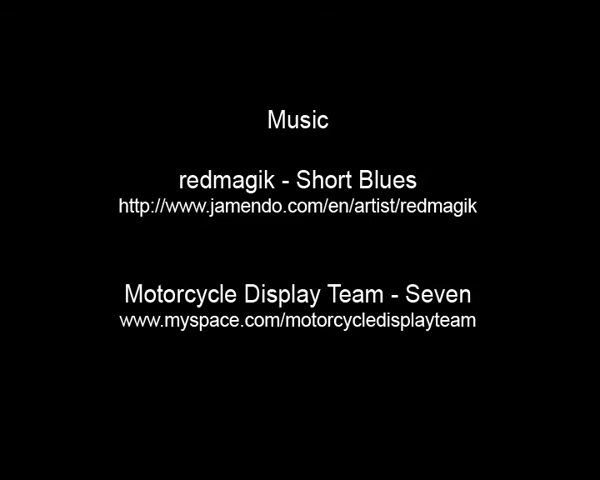 Music
redmagik - Short Blues
http://www.jamendo.com/en/artist/redmagik
Motorcycle Display Team - Seven
www.myspace.com/motorcycledisplayteam